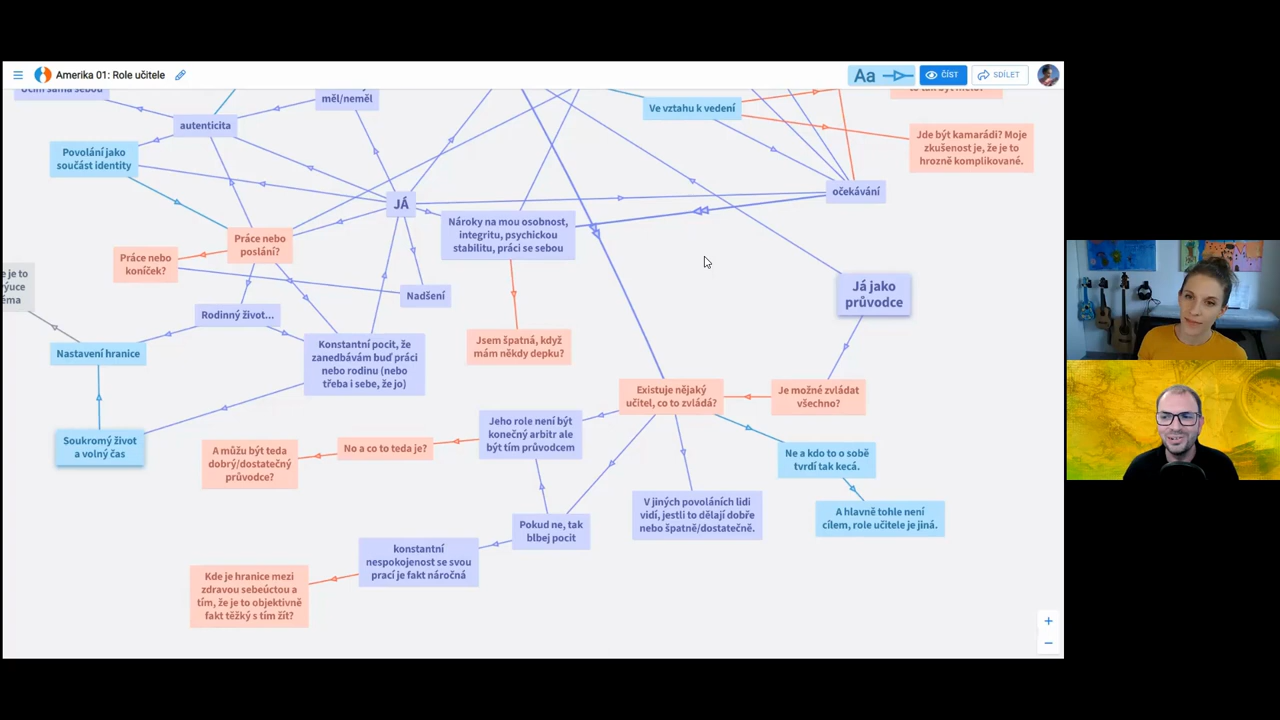 Amerika 01: Role učitele
Aa
ČÍST
SDÍLET
Učím sama sebou
měl/neměl
Ve vztahu k vedení
autenticita
Jde být kamarádi? Moje
zkušenost je, že je to
hrozně komplikované.
Povolání jako
součást identity
očekávání
JÁ
Nároky na mou osobnost,
integritu, psychickou
stabilitu, práci se sebou
Práce nebo
poslání?
Práce nebo
koníček?
e je to
ýuce
éma
Já jako
průvodce
Nadšení
Rodinný život...
Konstantní pocit, že
zanedbávám buď práci
nebo rodinu (nebo
třeba i sebe, že jo)
Jsem špatná, když
mám někdy depku?
Nastavení hranice
Existuje nějaký
učitel, co to zvládá?
Je možné zvládat
všechno?
Jeho role není být
konečný arbitr ale
být tím průvodcem
Soukromý život
a volný čas
No a co to teda je?
A můžu být teda
dobrý/dostatečný
průvodce?
Ne a kdo to o sobě
tvrdí tak kecá.
V jiných povoláních lidi
vidí, jestli to dělají dobře
nebo špatně/dostatečně.
A hlavně tohle není
cílem, role učitele je jiná.
Pokud ne, tak
blbej pocit
konstantní
nespokojenost se svou
prací je fakt náročná
Kde je hranice mezi
zdravou sebeúctou a
tím, že je to objektivně
fakt těžký s tím žít?
+
−